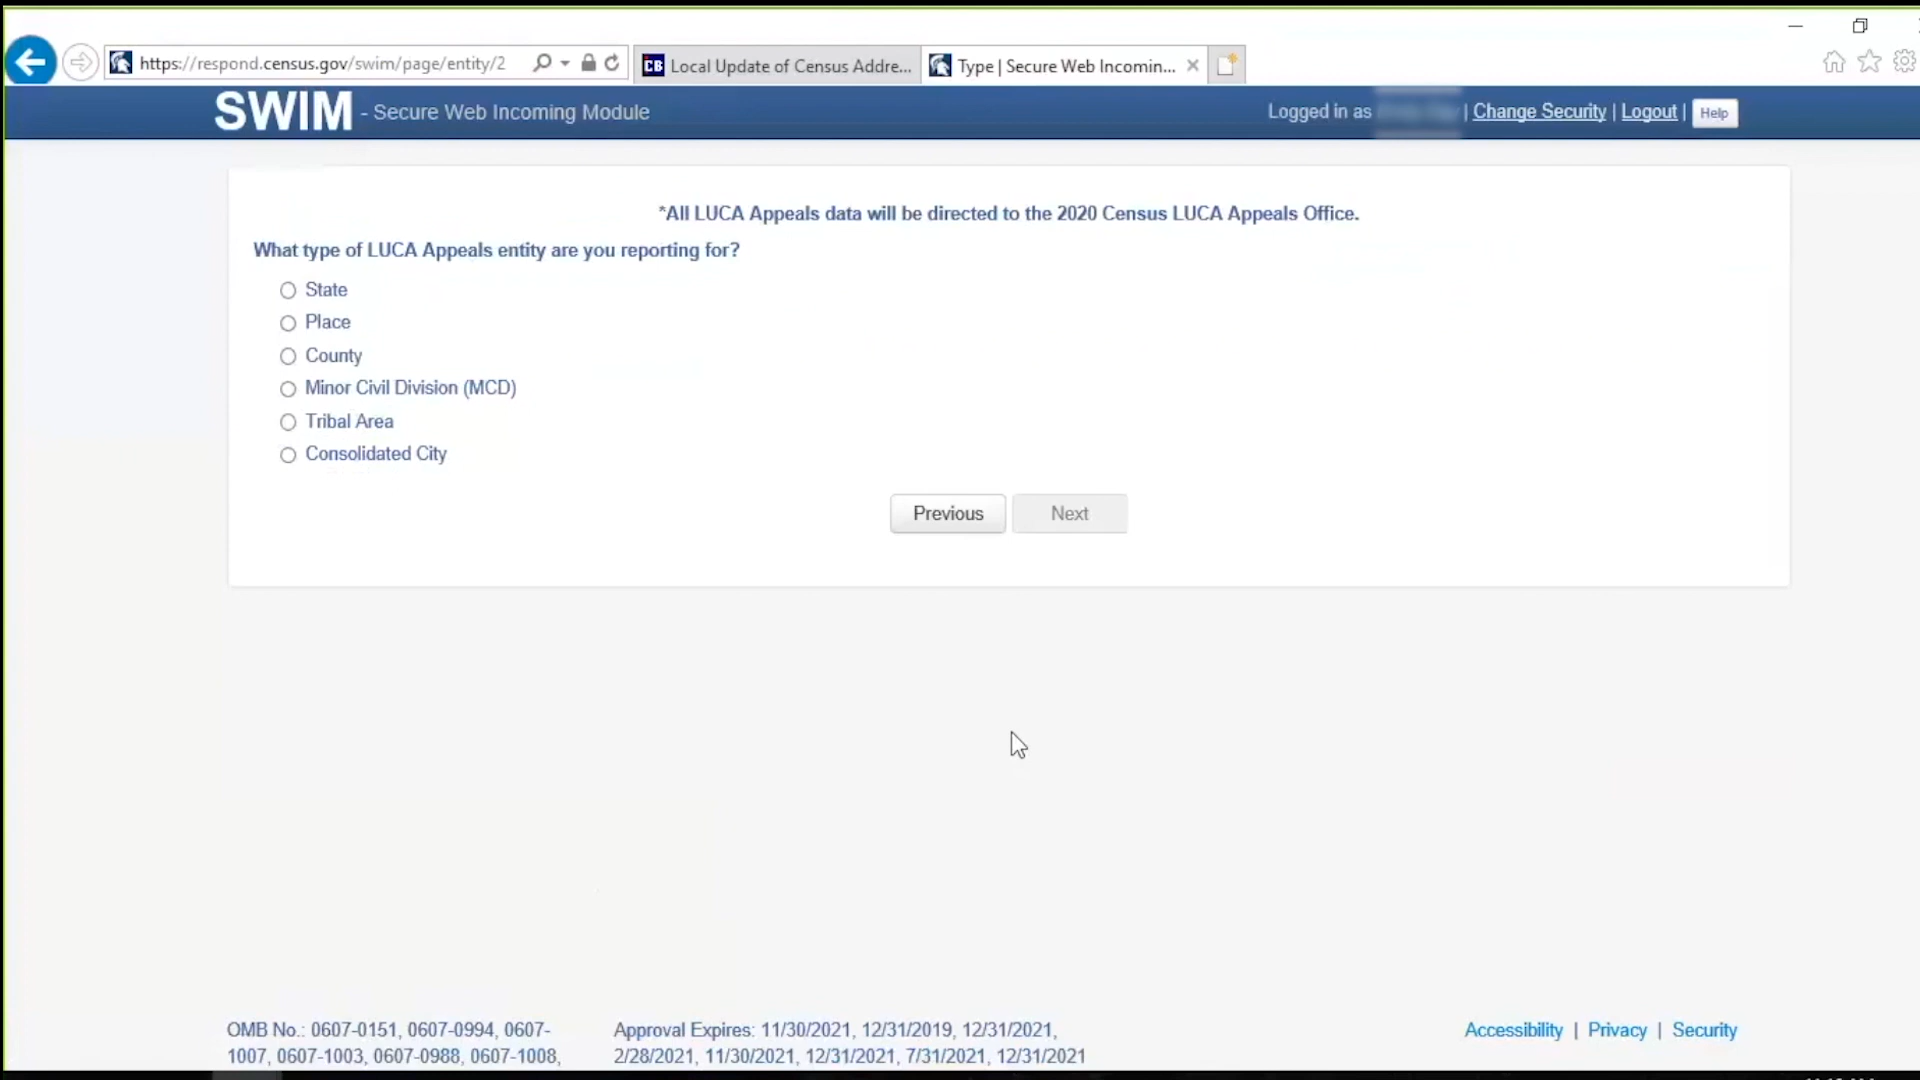 https://respond.census.gov/swim/page/entity/2
CB Local Update of Census Addre...
Type | Secure Web Incomin...
SWIM - Secure Web Incoming Module
Logged in as | Change Security | Logout | Help
*All LUCA Appeals data will be directed to the 2020 Census LUCA Appeals Office.
What type of LUCA Appeals entity are you reporting for?
State
Place
County
Minor Civil Division (MCD)
Tribal Area
Consolidated City
Previous Next
OMB No.: 0607-0151, 0607-0994, 0607-
1007, 0607-1003, 0607-0988, 0607-1008,
Approval Expires: 11/30/2021, 12/31/2019, 12/31/2021,
2/28/2021, 11/30/2021, 12/31/2021, 7/31/2021, 12/31/2021
Accessibility | Privacy | Security